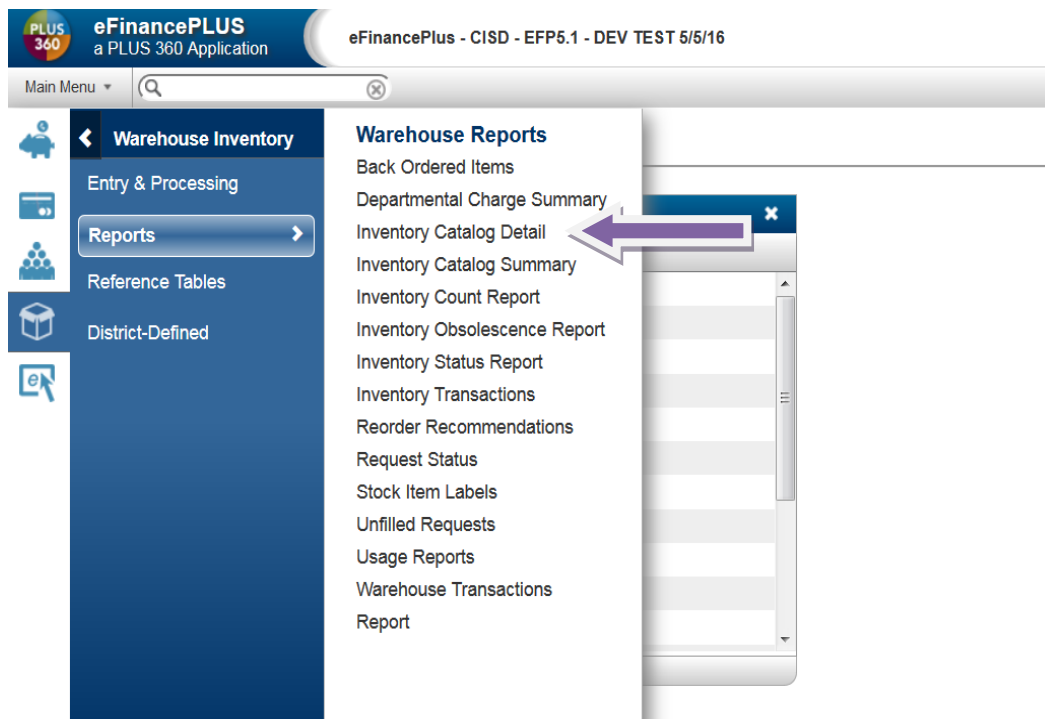 PLUS
360
eFinancePLUS
a PLUS 360 Application
eFinancePlus - CISD - EFP5.1 - DEV TEST 5/5/16
Main Menu
Warehouse Inventory
Entry & Processing
Reports
Reference Tables
District-Defined
Warehouse Reports
Back Ordered Items
Departmental Charge Summary
Inventory Catalog Detail
Inventory Catalog Summary
Inventory Count Report
Inventory Obsolescence Report
Inventory Status Report
Inventory Transactions
Reorder Recommendations
Request Status
Stock Item Labels
Unfilled Requests
Usage Reports
Warehouse Transactions
Report